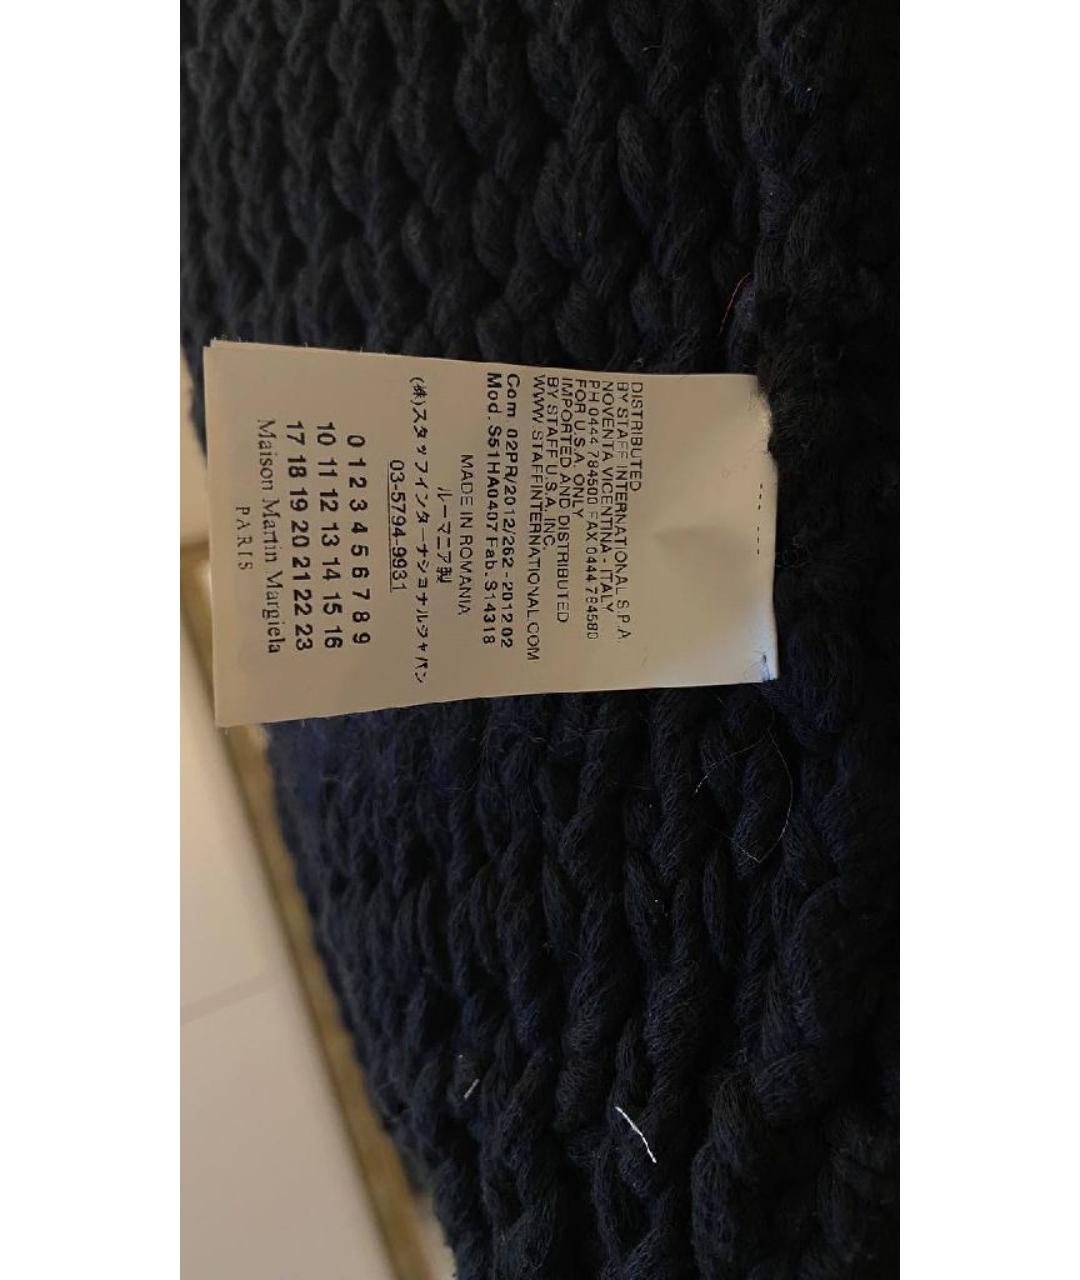 DISTRIBUTED
BY STAFF INTERNATIONAL S.P.A
NOVENTA VICENTINA - ITALY
PH 0444 784500 FAX 0444 784580
FOR U.S.A. ONLY
IMPORTED AND DISTRIBUTED
BY STAFF U.S.A. INC.
WWW.STAFFINTERNATIONAL.COM
Com 02PR/2012/262 - 201202
Mod. S51HA0407 Fab. S14318
MADE IN ROMANIA
ルーマニア製
(株)スタッフインターナショナルジャパン
03-5794-9931
0 1 2 3 4 5 6 7 8 9
10 11 12 13 14 15 16
17 18 19 20 21 22 23
Maison Martin Margiela
PARIS